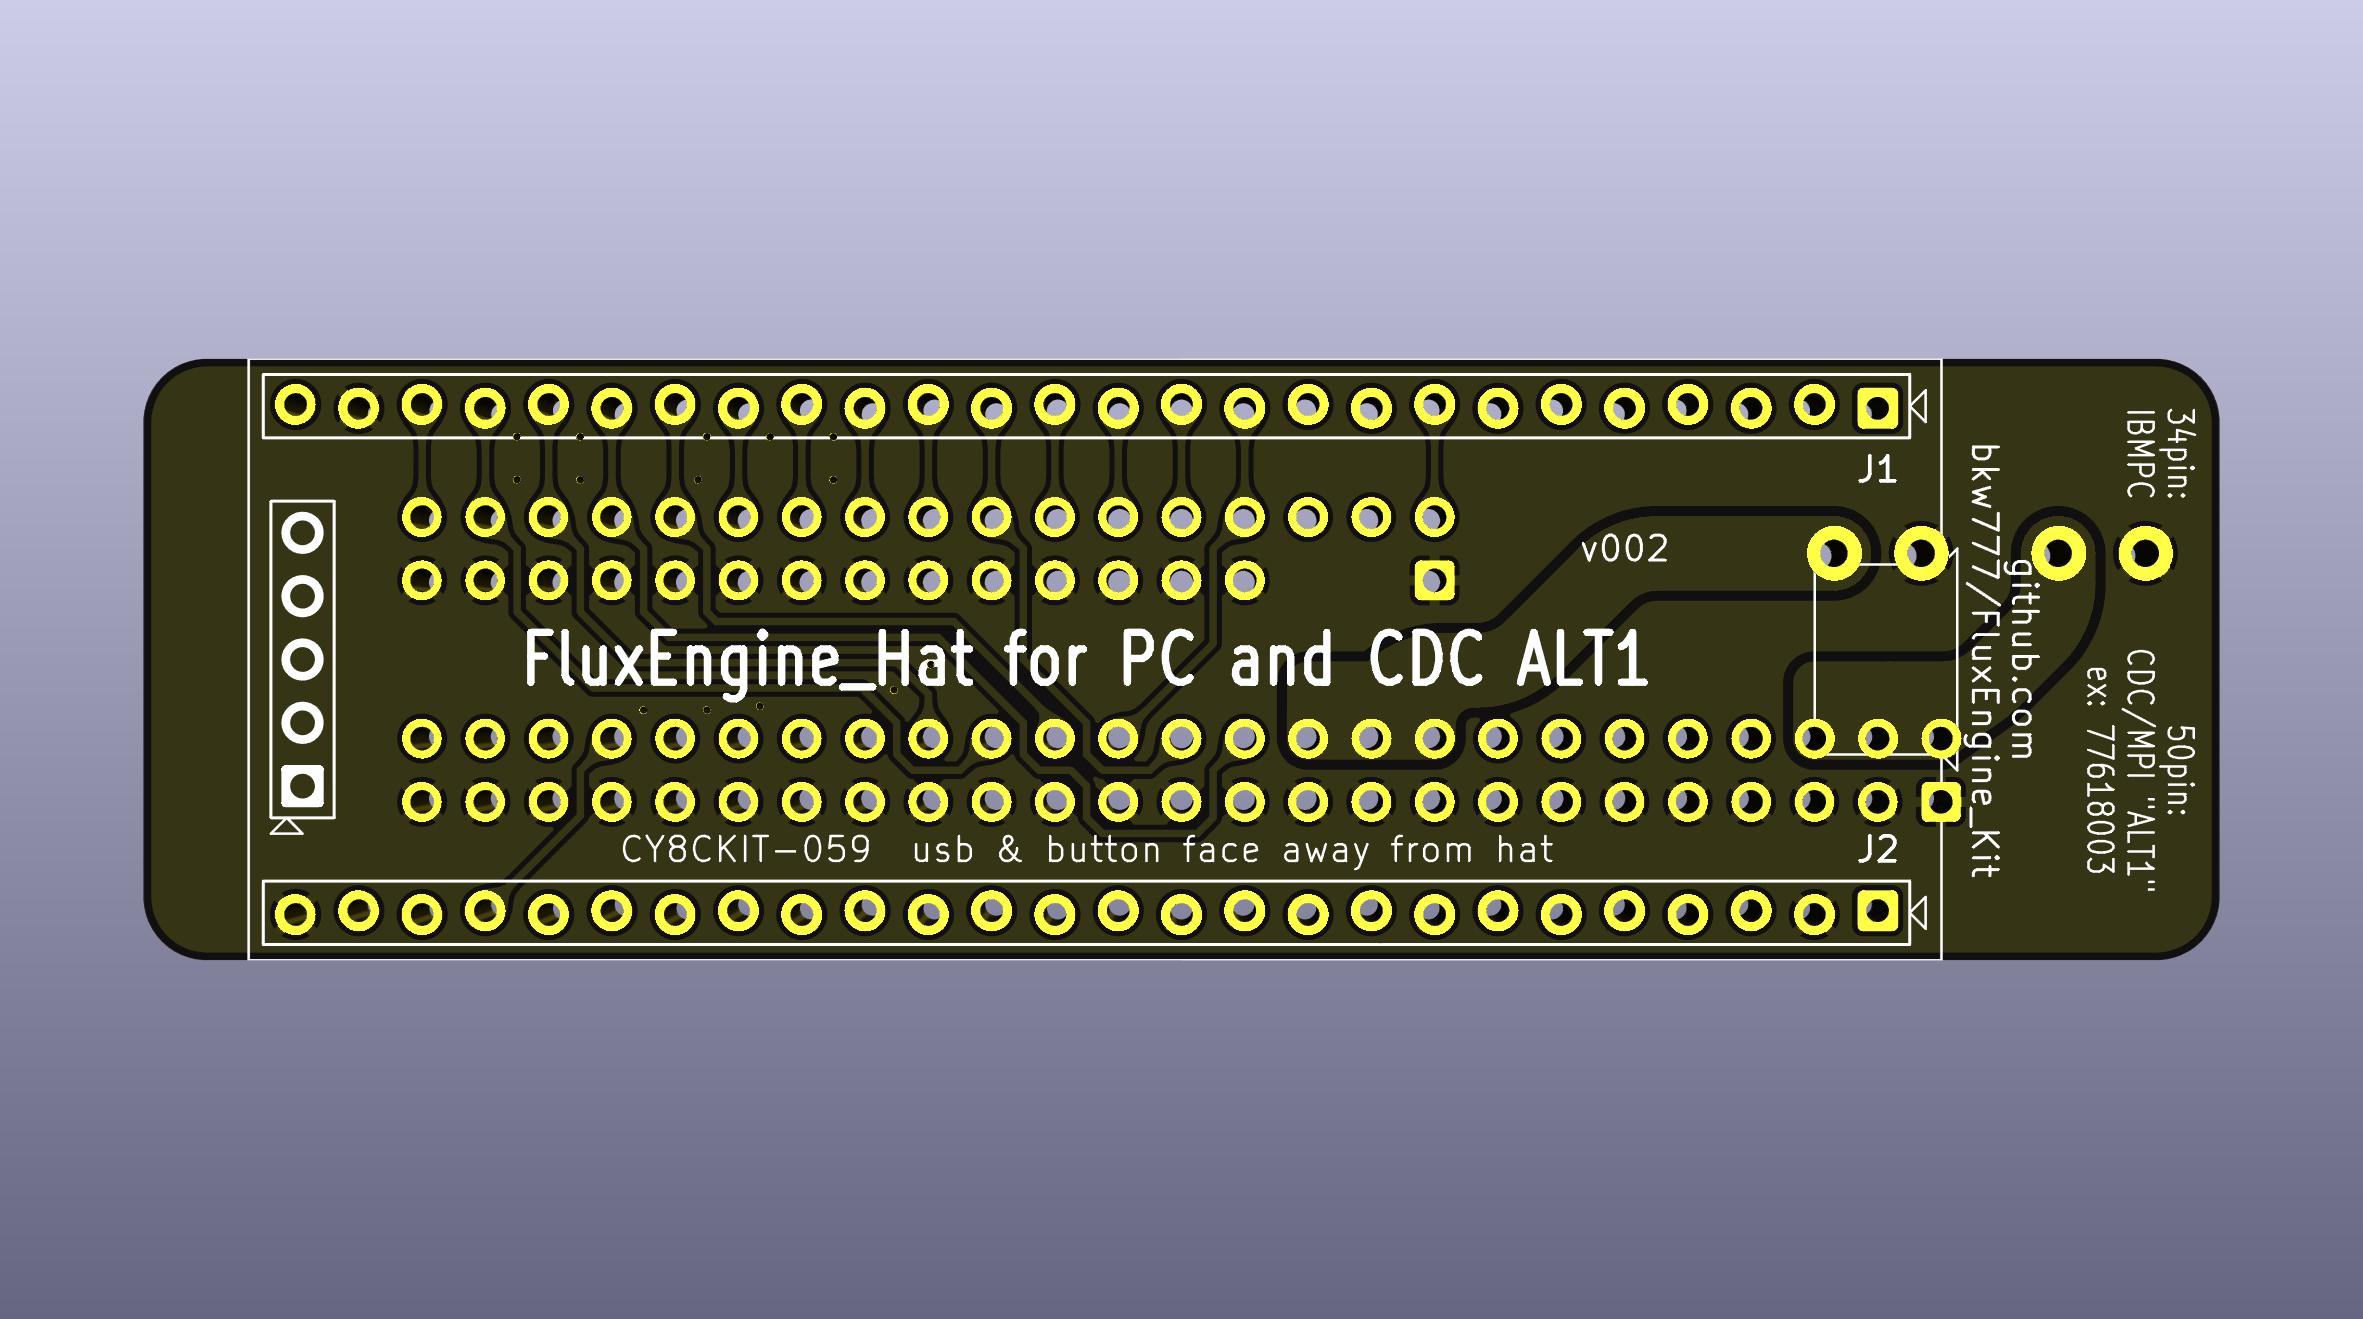 J1
v002
FluxEngine_Hat for PC and CDC ALT1
CY8CKIT-059 usb & button face away from hat
J2
github.com
bkw777/FluxEngine_Kit
34pin:
IBMPC
50pin:
CDC/MPI "ALT1"
ex: 77618003